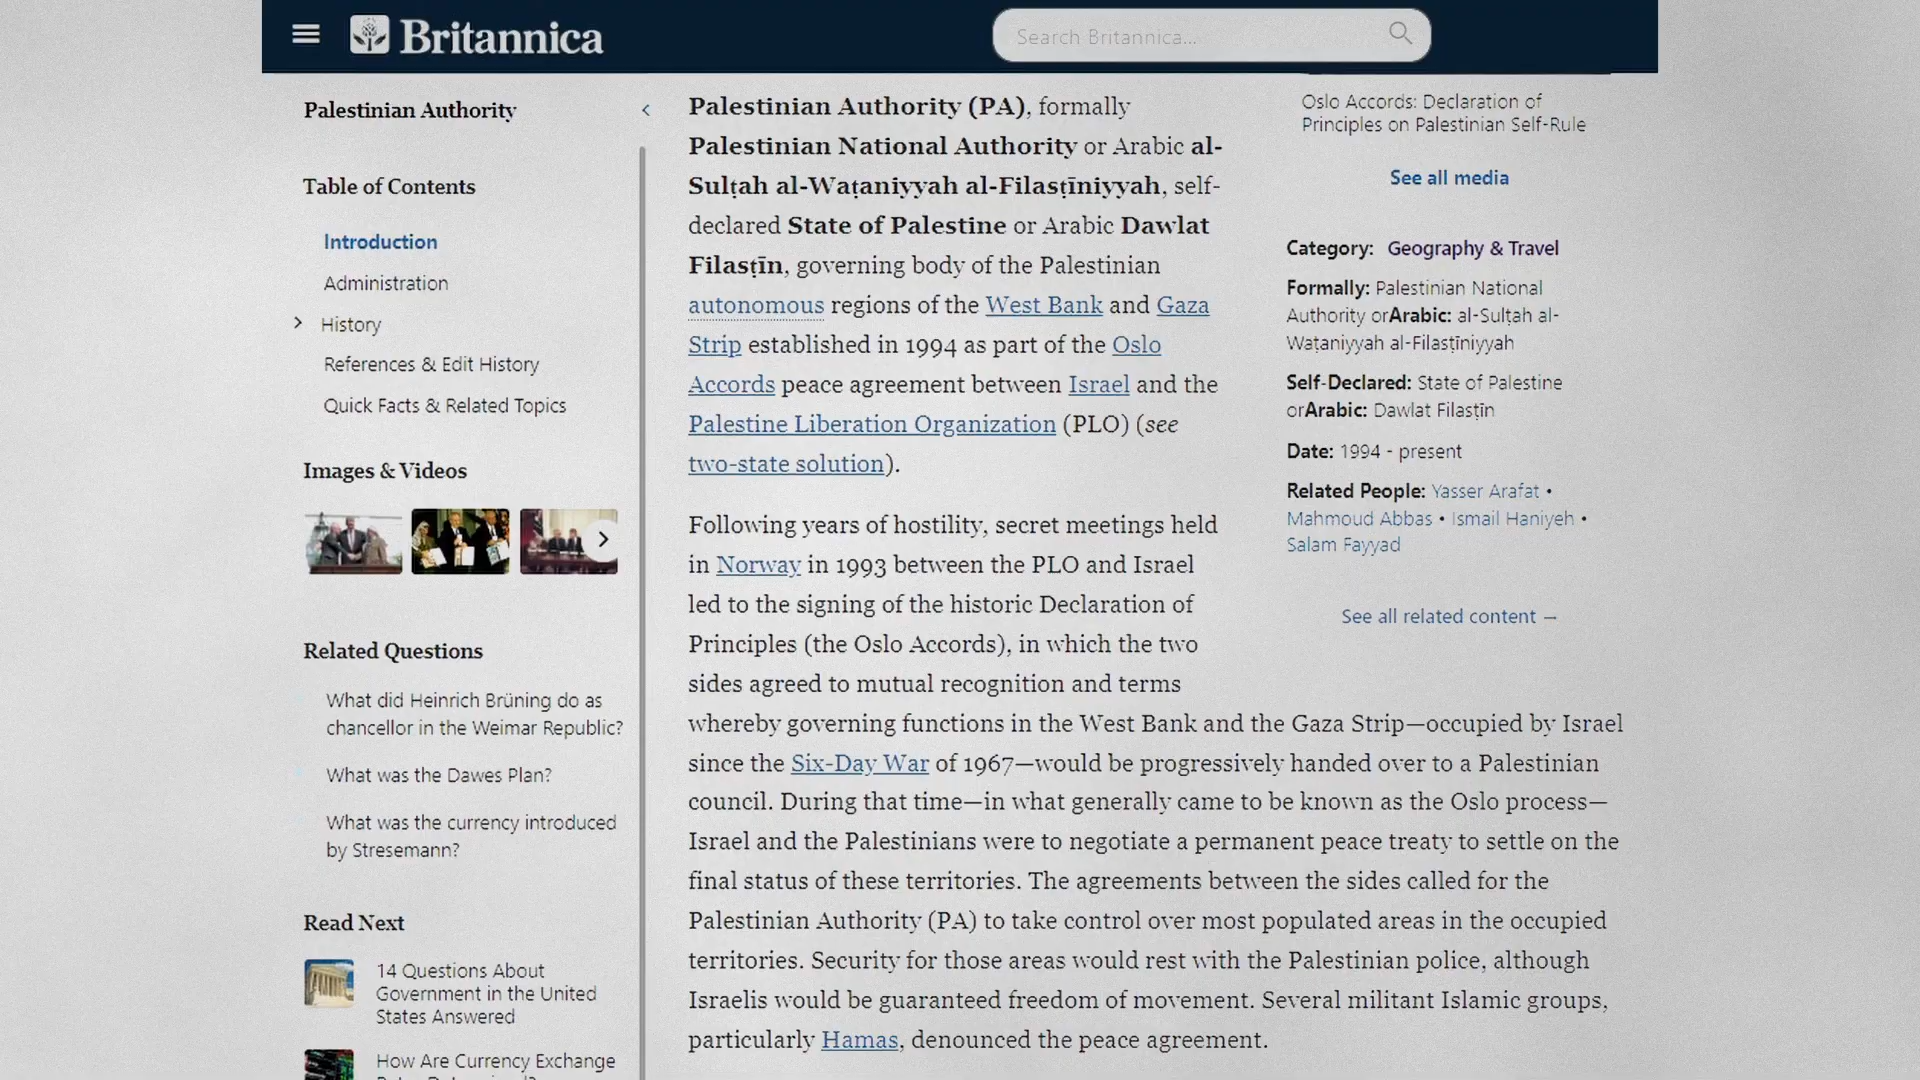 Britannica
Search Britannica...
Palestinian Authority
Table of Contents
Introduction
Administration
History
References & Edit History
Quick Facts & Related Topics
Images & Videos
Related Questions
What did Heinrich Brüning do as
chancellor in the Weimar Republic?
What was the Dawes Plan?
What was the currency introduced
by Stresemann?
Read Next
14 Questions About
Government in the United
States Answered
How Are Currency Exchange
Palestinian Authority (PA), formally
Palestinian National Authority or Arabic al-
Sulṭah al-Waṭaniyyah al-Filasṭīniyyah, self-
declared State of Palestine or Arabic Dawlat
Filasṭīn, governing body of the Palestinian
autonomous regions of the West Bank and Gaza
Strip established in 1994 as part of the Oslo
Accords peace agreement between Israel and the
Palestine Liberation Organization (PLO) (see
two-state solution).
Following years of hostility, secret meetings held
in Norway in 1993 between the PLO and Israel
led to the signing of the historic Declaration of
Principles (the Oslo Accords), in which the two
sides agreed to mutual recognition and terms
whereby governing functions in the West Bank and the Gaza Strip—occupied by Israel
since the Six-Day War of 1967—would be progressively handed over to a Palestinian
council. During that time—in what generally came to be known as the Oslo process—
Israel and the Palestinians were to negotiate a permanent peace treaty to settle on the
final status of these territories. The agreements between the sides called for the
Palestinian Authority (PA) to take control over most populated areas in the occupied
territories. Security for those areas would rest with the Palestinian police, although
Israelis would be guaranteed freedom of movement. Several militant Islamic groups,
particularly Hamas, denounced the peace agreement.
Oslo Accords: Declaration of
Principles on Palestinian Self-Rule
See all media
Category: Geography & Travel
Formally: Palestinian National
Authority orArabic: al-Sulṭah al-
Waṭaniyyah al-Filasṭīniyyah
Self-Declared: State of Palestine
orArabic: Dawlat Filasṭīn
Date: 1994 - present
Related People: Yasser Arafat •
Mahmoud Abbas • Ismail Haniyeh •
Salam Fayyad
See all related content →